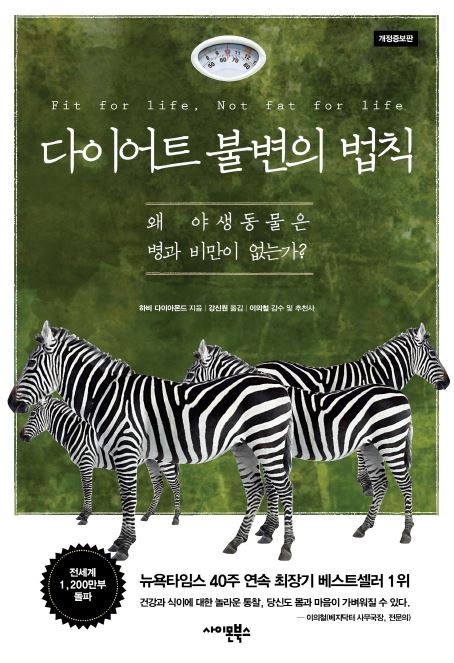 개정증보판
Fit for life, Not fat for life
다이어트 불변의 법칙
왜 야생동물은
병과 비만이 없는가?
하비 다이아몬드 지음 | 강신원 옮김 | 이의철 감수 및 추천사
전세계
1,200만부
돌파
뉴욕타임스 40주 연속 최장기 베스트셀러 1위
건강과 식이에 대한 놀라운 통찰, 당신도 몸과 마음이 가벼워질 수 있다.
— 이의철(베지닥터 사무국장, 전문의)
사이몬북스